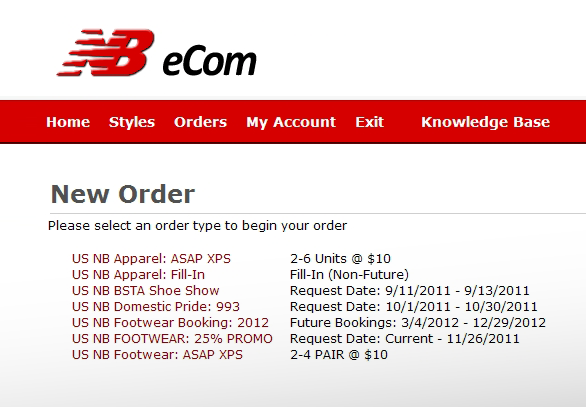 NB eCom
Home Styles Orders My Account Exit Knowledge Base
New Order
Please select an order type to begin your order
US NB Apparel: ASAP XPS 2-6 Units @ $10
US NB Apparel: Fill-In Fill-In (Non-Future)
US NB BSTA Shoe Show Request Date: 9/11/2011 - 9/13/2011
US NB Domestic Pride: 993 Request Date: 10/1/2011 - 10/30/2011
US NB Footwear Booking: 2012 Future Bookings: 3/4/2012 - 12/29/2012
US NB FOOTWEAR: 25% PROMO Request Date: Current - 11/26/2011
US NB Footwear: ASAP XPS 2-4 PAIR @ $10